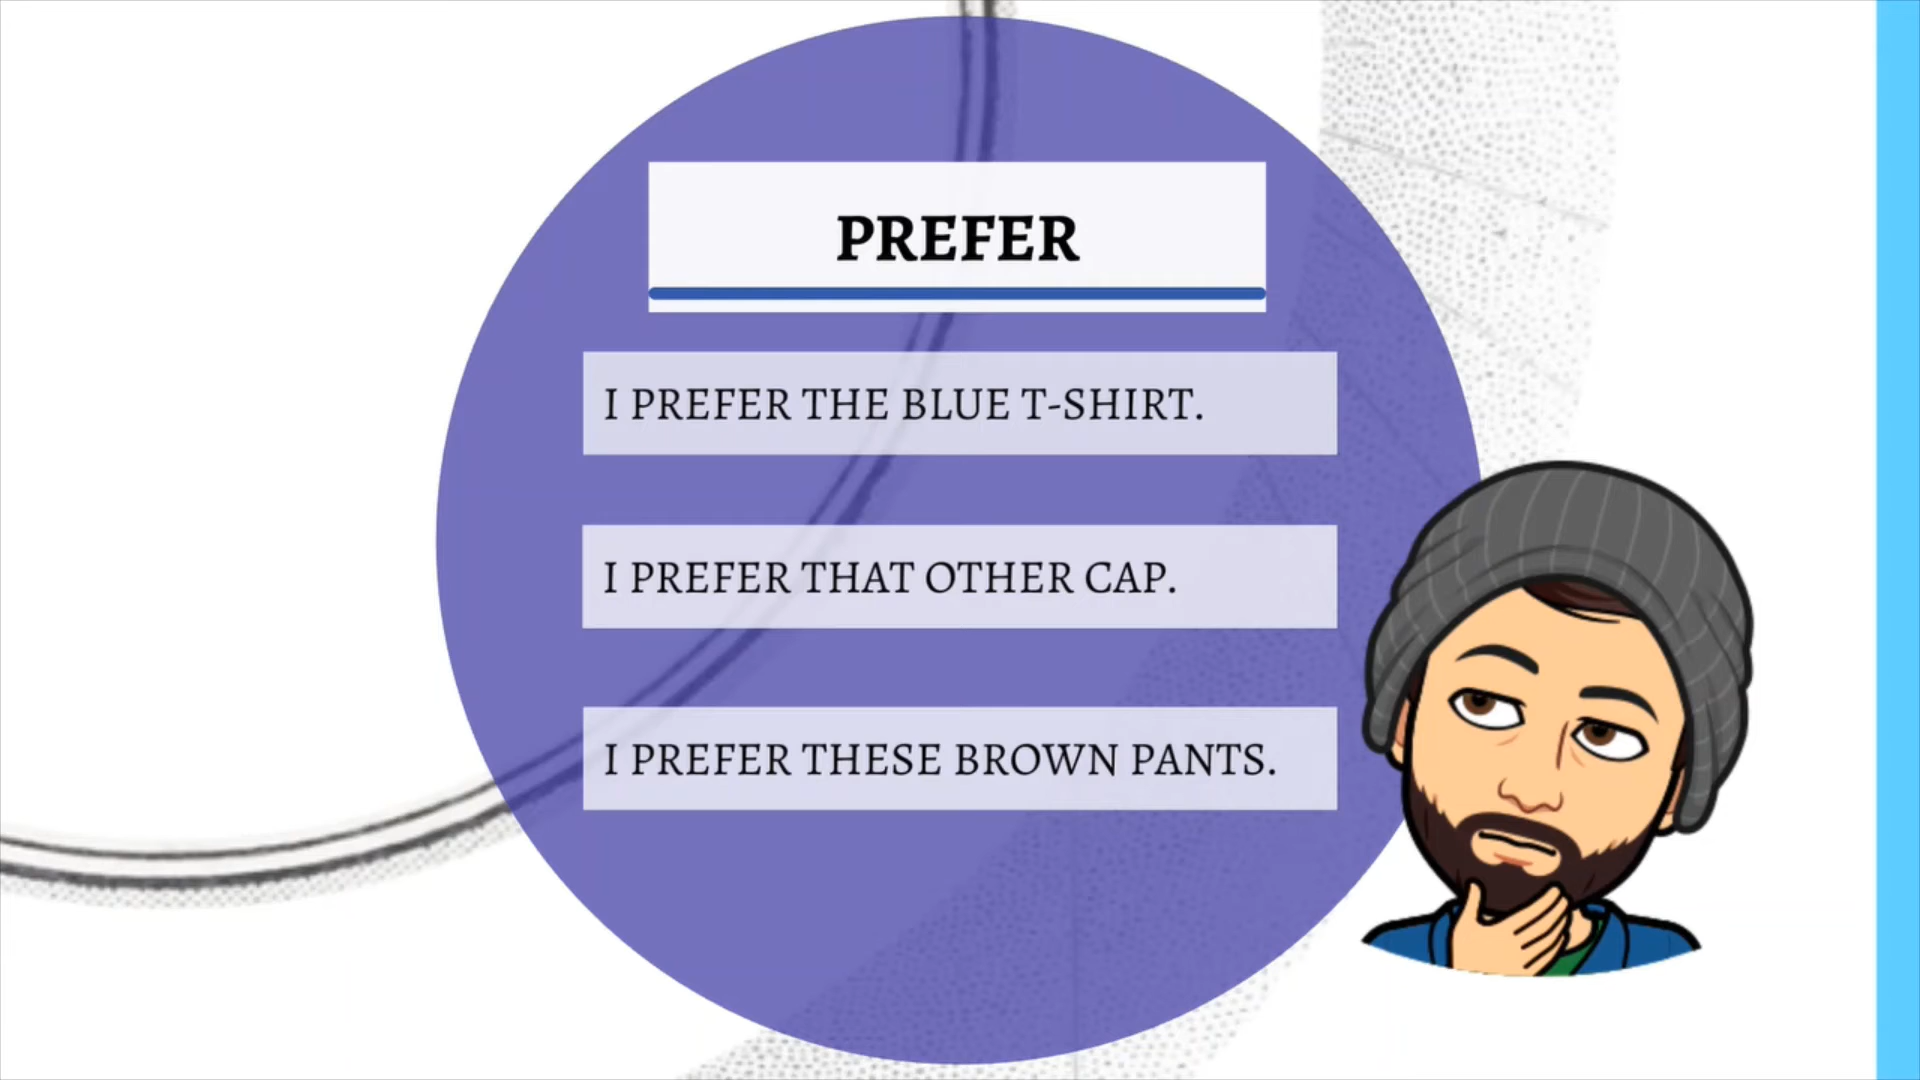 PREFER
I PREFER THE BLUE T-SHIRT.
I PREFER THAT OTHER CAP.
I PREFER THESE BROWN PANTS.